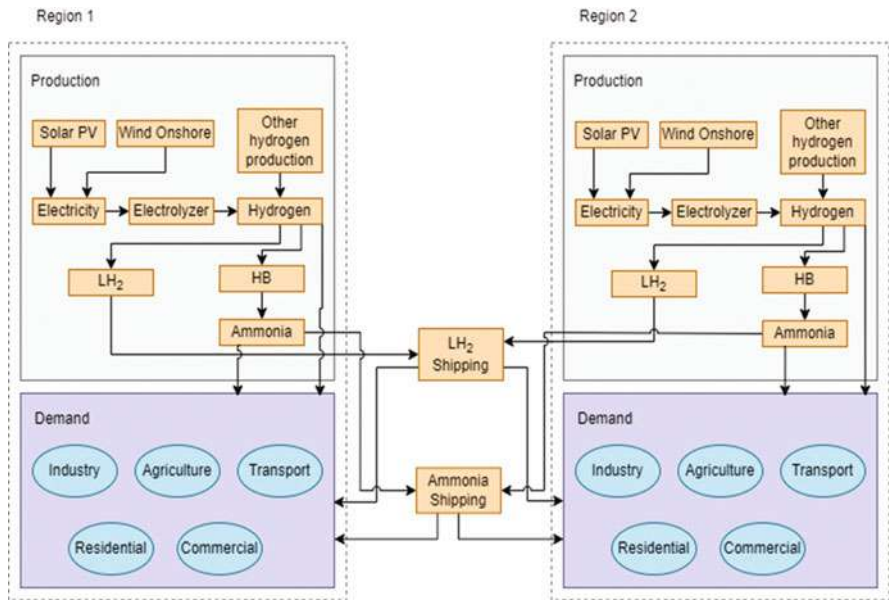 Region 1
Region 2
Production
Solar PV
Wind Onshore
Other
hydrogen
production
Electricity
Electrolyzer
Hydrogen
LH₂
HB
Ammonia
Demand
Industry
Agriculture
Transport
Residential
Commercial
LH₂
Shipping
Ammonia
Shipping
Production
Solar PV
Wind Onshore
Other
hydrogen
production
Electricity
Electrolyzer
Hydrogen
LH₂
HB
Ammonia
Demand
Industry
Agriculture
Transport
Residential
Commercial